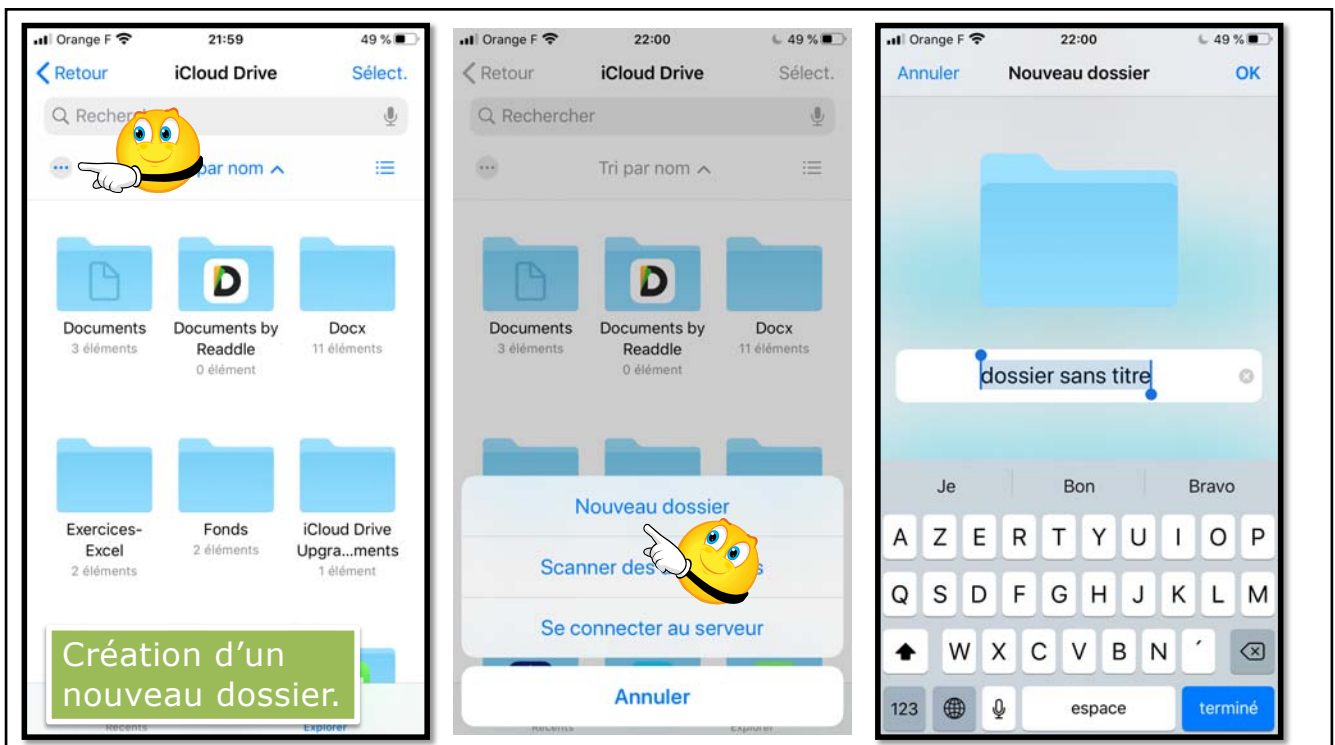 Orange F 21:59 49 %
Retour iCloud Drive Sélect.
par nom
Documents
3 éléments
Documents by
Readdle
0 élément
Docx
11 éléments
Exercices-
Excel
2 éléments
Fonds
2 éléments
iCloud Drive
Upgra...ments
1 élément
Création d’un
nouveau dossier.
Récents Explorer
Orange F 22:00 49 %
Retour iCloud Drive Sélect.
Rechercher
Tri par nom
Documents
3 éléments
Documents by
Readdle
0 élément
Docx
11 éléments
Nouveau dossier
Scanner des
Se connecter au serveur
Annuler
Orange F 22:00 49 %
Annuler Nouveau dossier OK
dossier sans titre
Je Bon Bravo
A Z E R T Y U I O P
Q S D F G H J K L M
W X C V B N ´
123 espace terminé